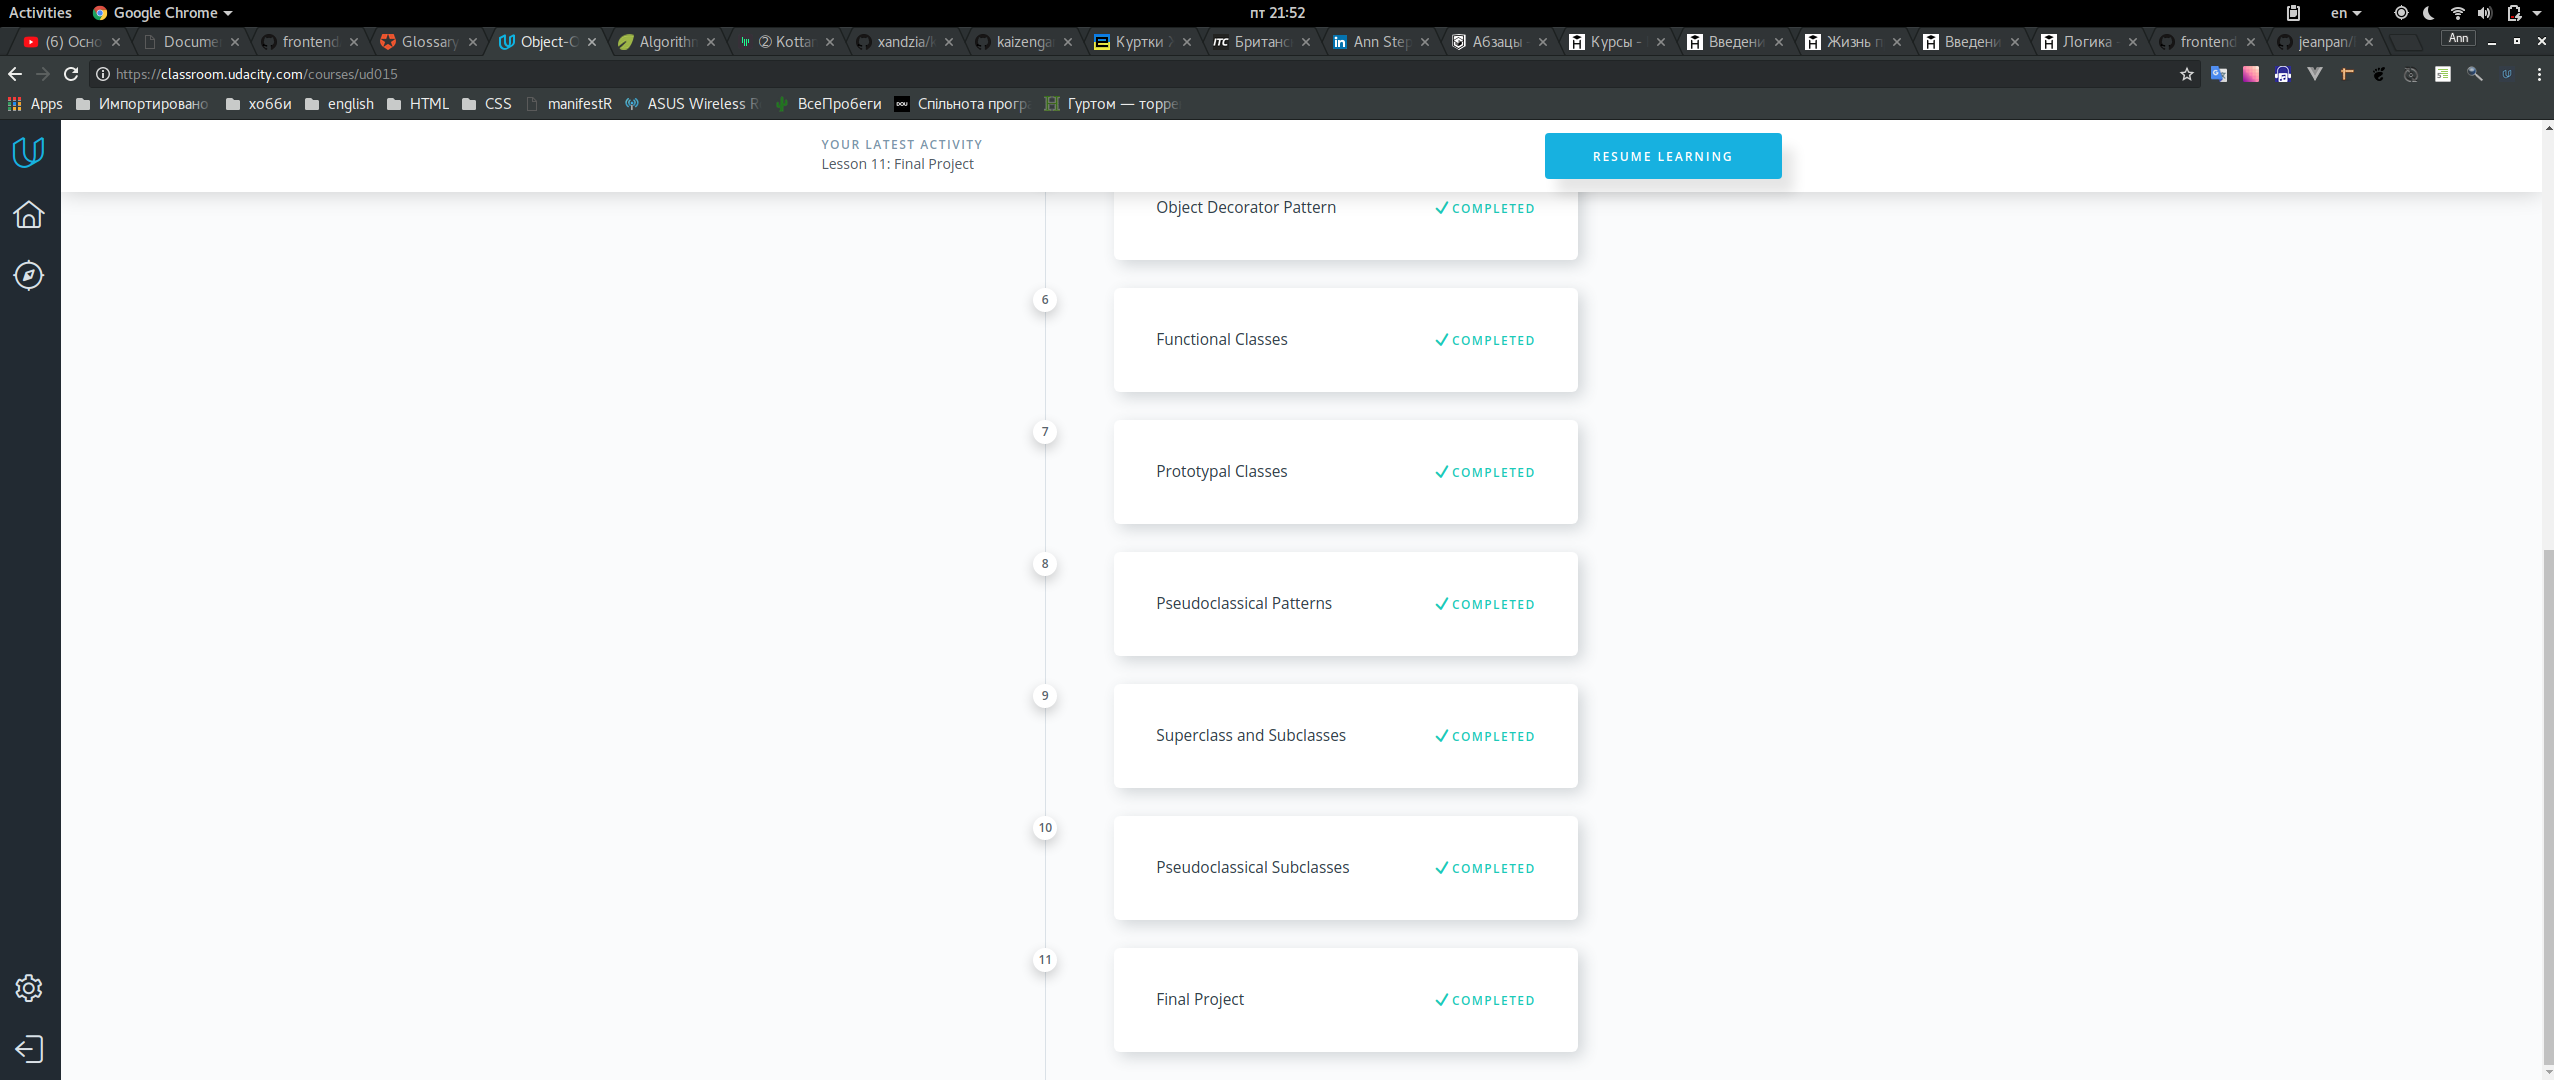 Activities Google Chrome пт 21:52 en
(6) Осно Docume frontend Glossary Object-O Algorithm ② Kottan xandzia/k kaizenga Куртки Британс Ann Step Абзацы Курсы - Введени Жизнь п Введени Логика frontend jeanpan/ Ann
https://classroom.udacity.com/courses/ud015
Apps Импортировано хобби english HTML CSS manifestR ASUS Wireless R ВсеПробеги DOU Спільнота прогр Гуртом — торре
YOUR LATEST ACTIVITY
Lesson 11: Final Project
RESUME LEARNING
Object Decorator Pattern COMPLETED
6
Functional Classes COMPLETED
7
Prototypal Classes COMPLETED
8
Pseudoclassical Patterns COMPLETED
9
Superclass and Subclasses COMPLETED
10
Pseudoclassical Subclasses COMPLETED
11
Final Project COMPLETED